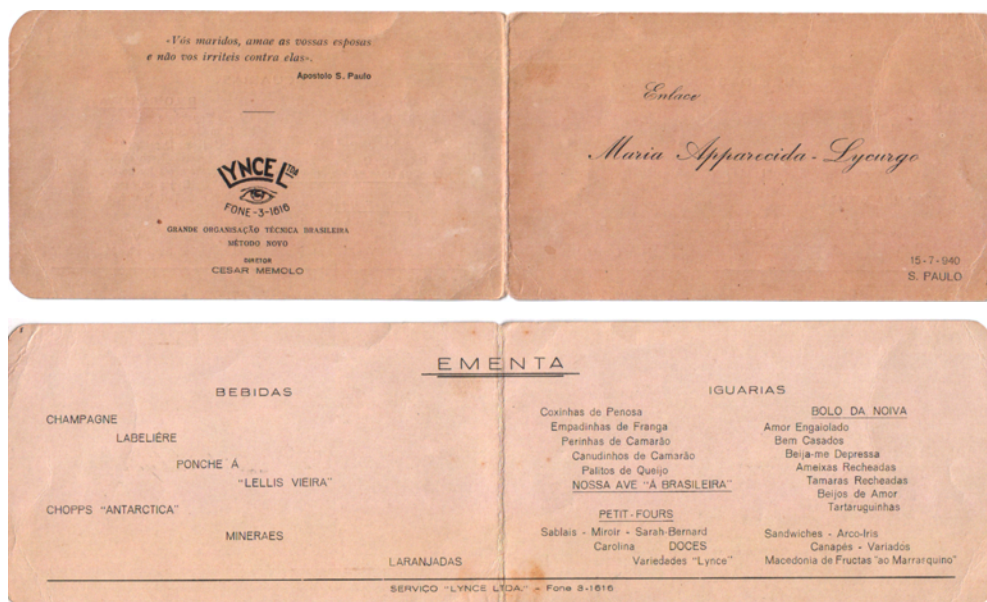 «Vós maridos, amae as vossas esposas
e não vos irriteis contra elas».
Apostolo S. Paulo
LYNCE LTDA
FONE-3-1616
GRANDE ORGANISAÇÃO TÉCNICA BRASILEIRA
MÉTODO NOVO
DIRETOR
CESAR MEMOLO
Enlace
Maria Apparecida - Lycurgo
15-7-940
S. PAULO
EMENTA
BEBIDAS
CHAMPAGNE
LABELIÉRE
PONCHE Á
"LELLIS VIEIRA"
CHOPPS "ANTARCTICA"
MINERAES
LARANJADAS
IGUARIAS
Coxinhas de Penosa
Empadinhas de Franga
Perinhas de Camarão
Canudinhos de Camarão
Palitos de Queijo
NOSSA AVE "Á BRASILEIRA"
PETIT-FOURS
Sablais - Miroir - Sarah-Bernard
Carolina DOCES
Variedades "Lynce"
BOLO DA NOIVA
Amor Engaiolado
Bem Casados
Beija-me Depressa
Ameixas Recheadas
Tamaras Recheadas
Beijos de Amor
Tartaruguinhas
Sandwiches - Arco-Iris
Canapés - Variados
Macedonia de Fructas "ao Marrarquino"
SERVIÇO "LYNCE LTDA." - Fone 3-1616